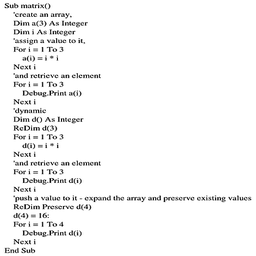 Sub matrix()
'create an array,
Dim a(3) As Integer
Dim i As Integer
'assign a value to it,
For i = 1 To 3
a(i) = i * i
Next i
'and retrieve an element
For i = 1 To 3
Debug.Print a(i)
Next i
'dynamic
Dim d() As Integer
ReDim d(3)
For i = 1 To 3
d(i) = i * i
Next i
'and retrieve an element
For i = 1 To 3
Debug.Print d(i)
Next i
'push a value to it - expand the array and preserve existing values
ReDim Preserve d(4)
d(4) = 16:
For i = 1 To 4
Debug.Print d(i)
Next i
End Sub